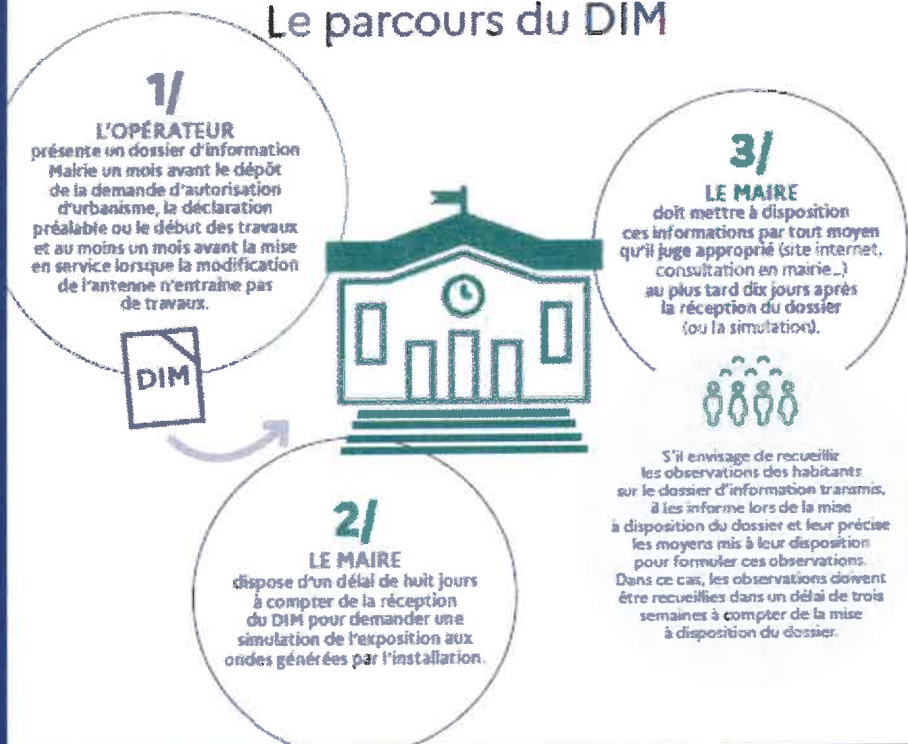 Le parcours du DIM
1/
L'OPÉRATEUR
présente un dossier d'information
Mairie un mois avant le dépôt
de la demande d'autorisation
d'urbanisme, la déclaration
préalable ou le début des travaux
et au moins un mois avant la mise
en service lorsque la modification
de l'antenne n'entraîne pas
de travaux.
DIM
2/
LE MAIRE
dispose d'un délai de huit jours
à compter de la réception
du DIM pour demander une
simulation de l'exposition aux
ondes générées par l'installation.
3/
LE MAIRE
doit mettre à disposition
ces informations par tout moyen
qu'il juge approprié (site internet,
consultation en mairie...)
au plus tard dix jours après
la réception du dossier
(ou la simulation).
S'il envisage de recueillir
les observations des habitants
sur le dossier d'information transmis,
il les informe lors de la mise
à disposition du dossier et leur précise
les moyens mis à leur disposition
pour formuler ces observations.
Dans ce cas, les observations doivent
être recueillies dans un délai de trois
semaines à compter de la mise
à disposition du dossier.